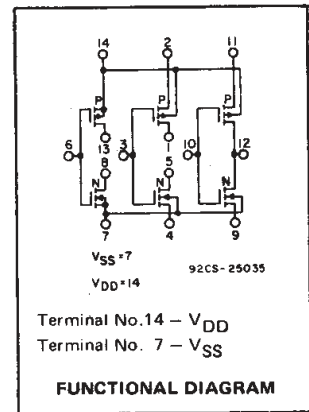 14 2 11
P P P
13 1
6 3 10 12
8 5
N N N
7 4 9
VSS=7
92CS-25035
VDD=14
Terminal No.14 – VDD
Terminal No. 7 – VSS
FUNCTIONAL DIAGRAM